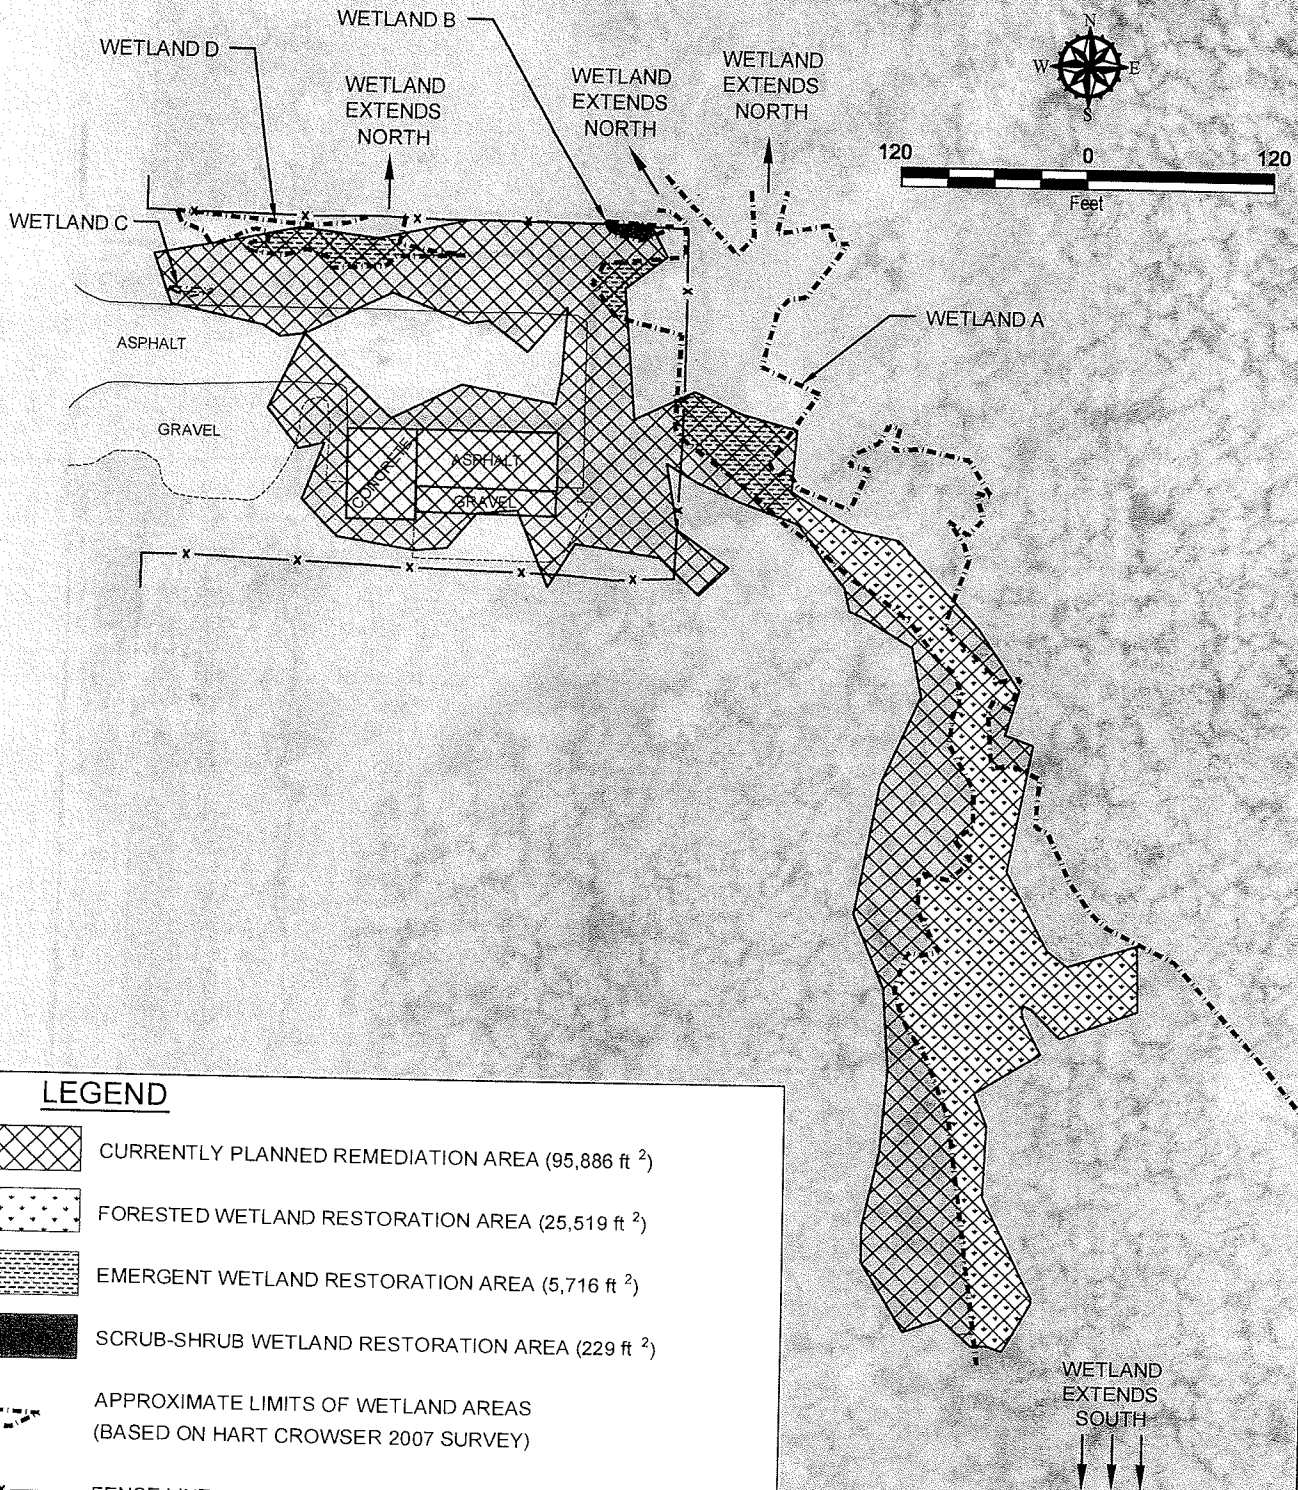 WETLAND B
WETLAND D
WETLAND
EXTENDS
NORTH
WETLAND
EXTENDS
NORTH
WETLAND
EXTENDS
NORTH
N
W E
S
120 0 120
Feet
WETLAND C
WETLAND A
ASPHALT
GRAVEL
CONCRETE
ASPHALT
GRAVEL
x x x x
x
x
x x x x x
LEGEND
CURRENTLY PLANNED REMEDIATION AREA (95,886 ft ²)
FORESTED WETLAND RESTORATION AREA (25,519 ft ²)
EMERGENT WETLAND RESTORATION AREA (5,716 ft ²)
SCRUB-SHRUB WETLAND RESTORATION AREA (229 ft ²)
APPROXIMATE LIMITS OF WETLAND AREAS
(BASED ON HART CROWSER 2007 SURVEY)
WETLAND
EXTENDS
SOUTH